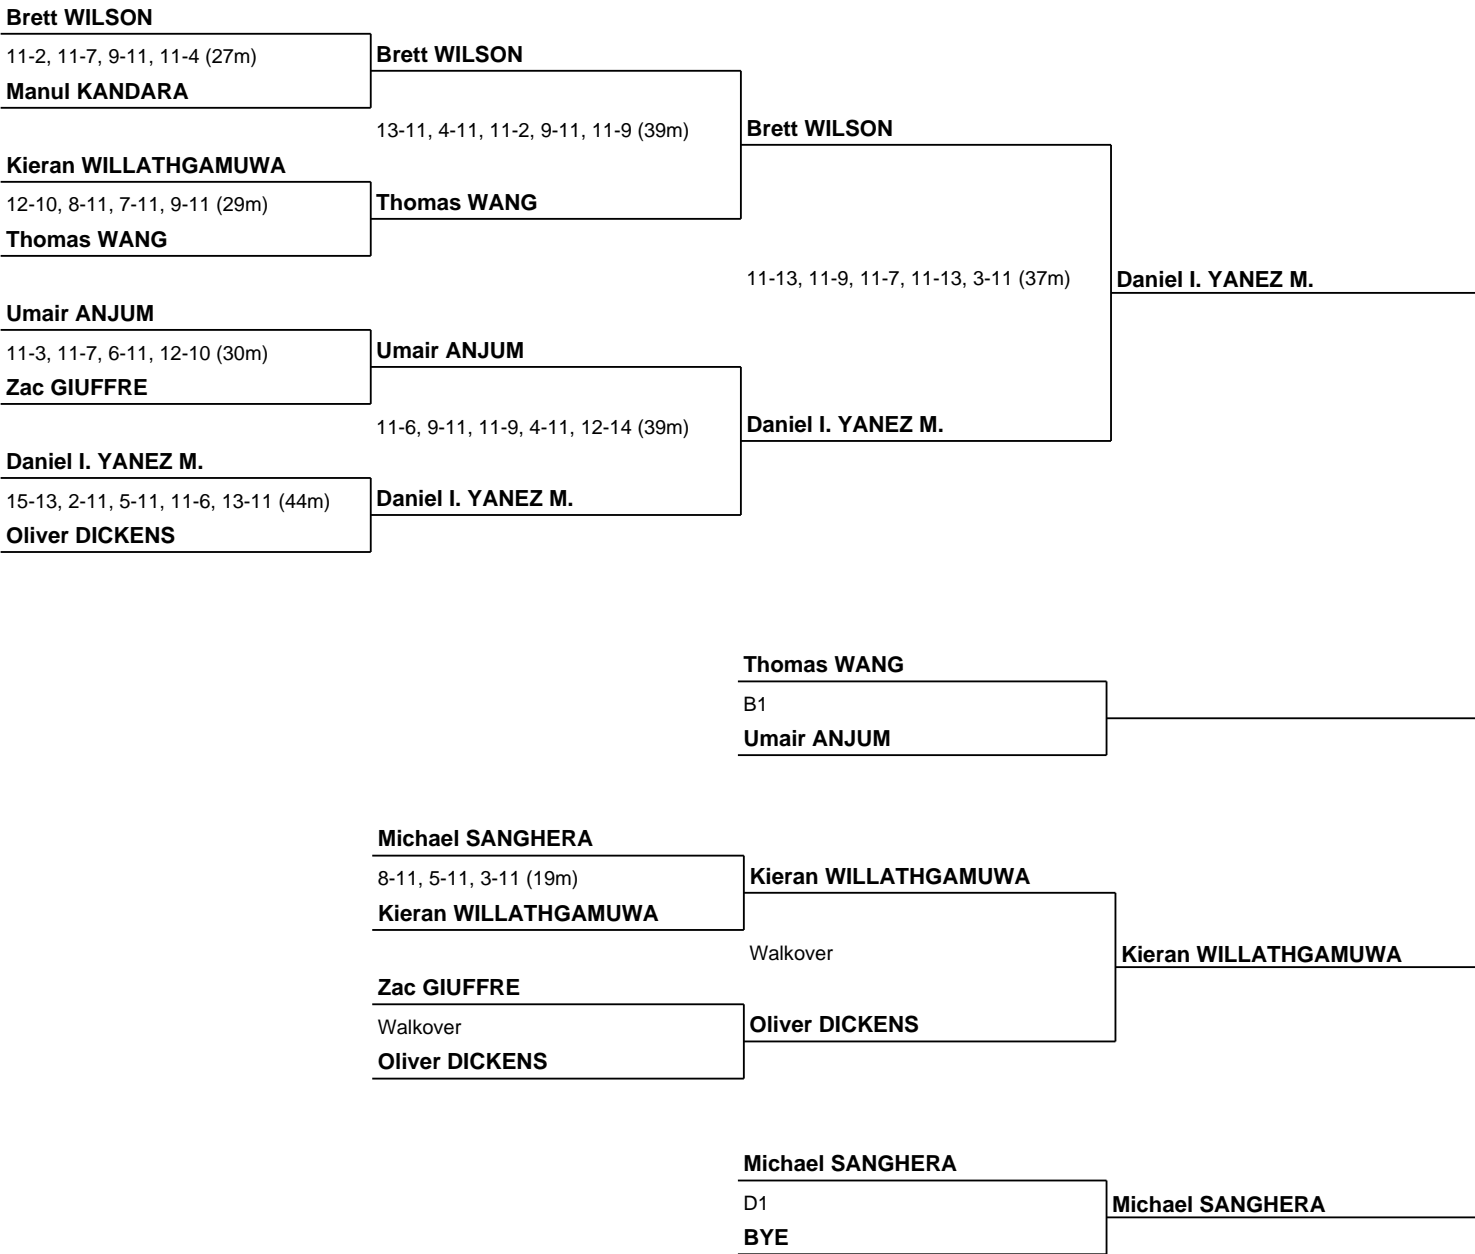 Brett WILSON
11-2, 11-7, 9-11, 11-4 (27m)
Manul KANDARA
Brett WILSON
13-11, 4-11, 11-2, 9-11, 11-9 (39m)
Brett WILSON
Kieran WILLATHGAMUWA
12-10, 8-11, 7-11, 9-11 (29m)
Thomas WANG
Thomas WANG
11-13, 11-9, 11-7, 11-13, 3-11 (37m)
Daniel I. YANEZ M.
Umair ANJUM
11-3, 11-7, 6-11, 12-10 (30m)
Zac GIUFFRE
Umair ANJUM
11-6, 9-11, 11-9, 4-11, 12-14 (39m)
Daniel I. YANEZ M.
Daniel I. YANEZ M.
15-13, 2-11, 5-11, 11-6, 13-11 (44m)
Oliver DICKENS
Daniel I. YANEZ M.
Thomas WANG
B1
Umair ANJUM
Michael SANGHERA
8-11, 5-11, 3-11 (19m)
Kieran WILLATHGAMUWA
Kieran WILLATHGAMUWA
Walkover
Kieran WILLATHGAMUWA
Zac GIUFFRE
Walkover
Oliver DICKENS
Oliver DICKENS
Michael SANGHERA
D1
BYE
Michael SANGHERA